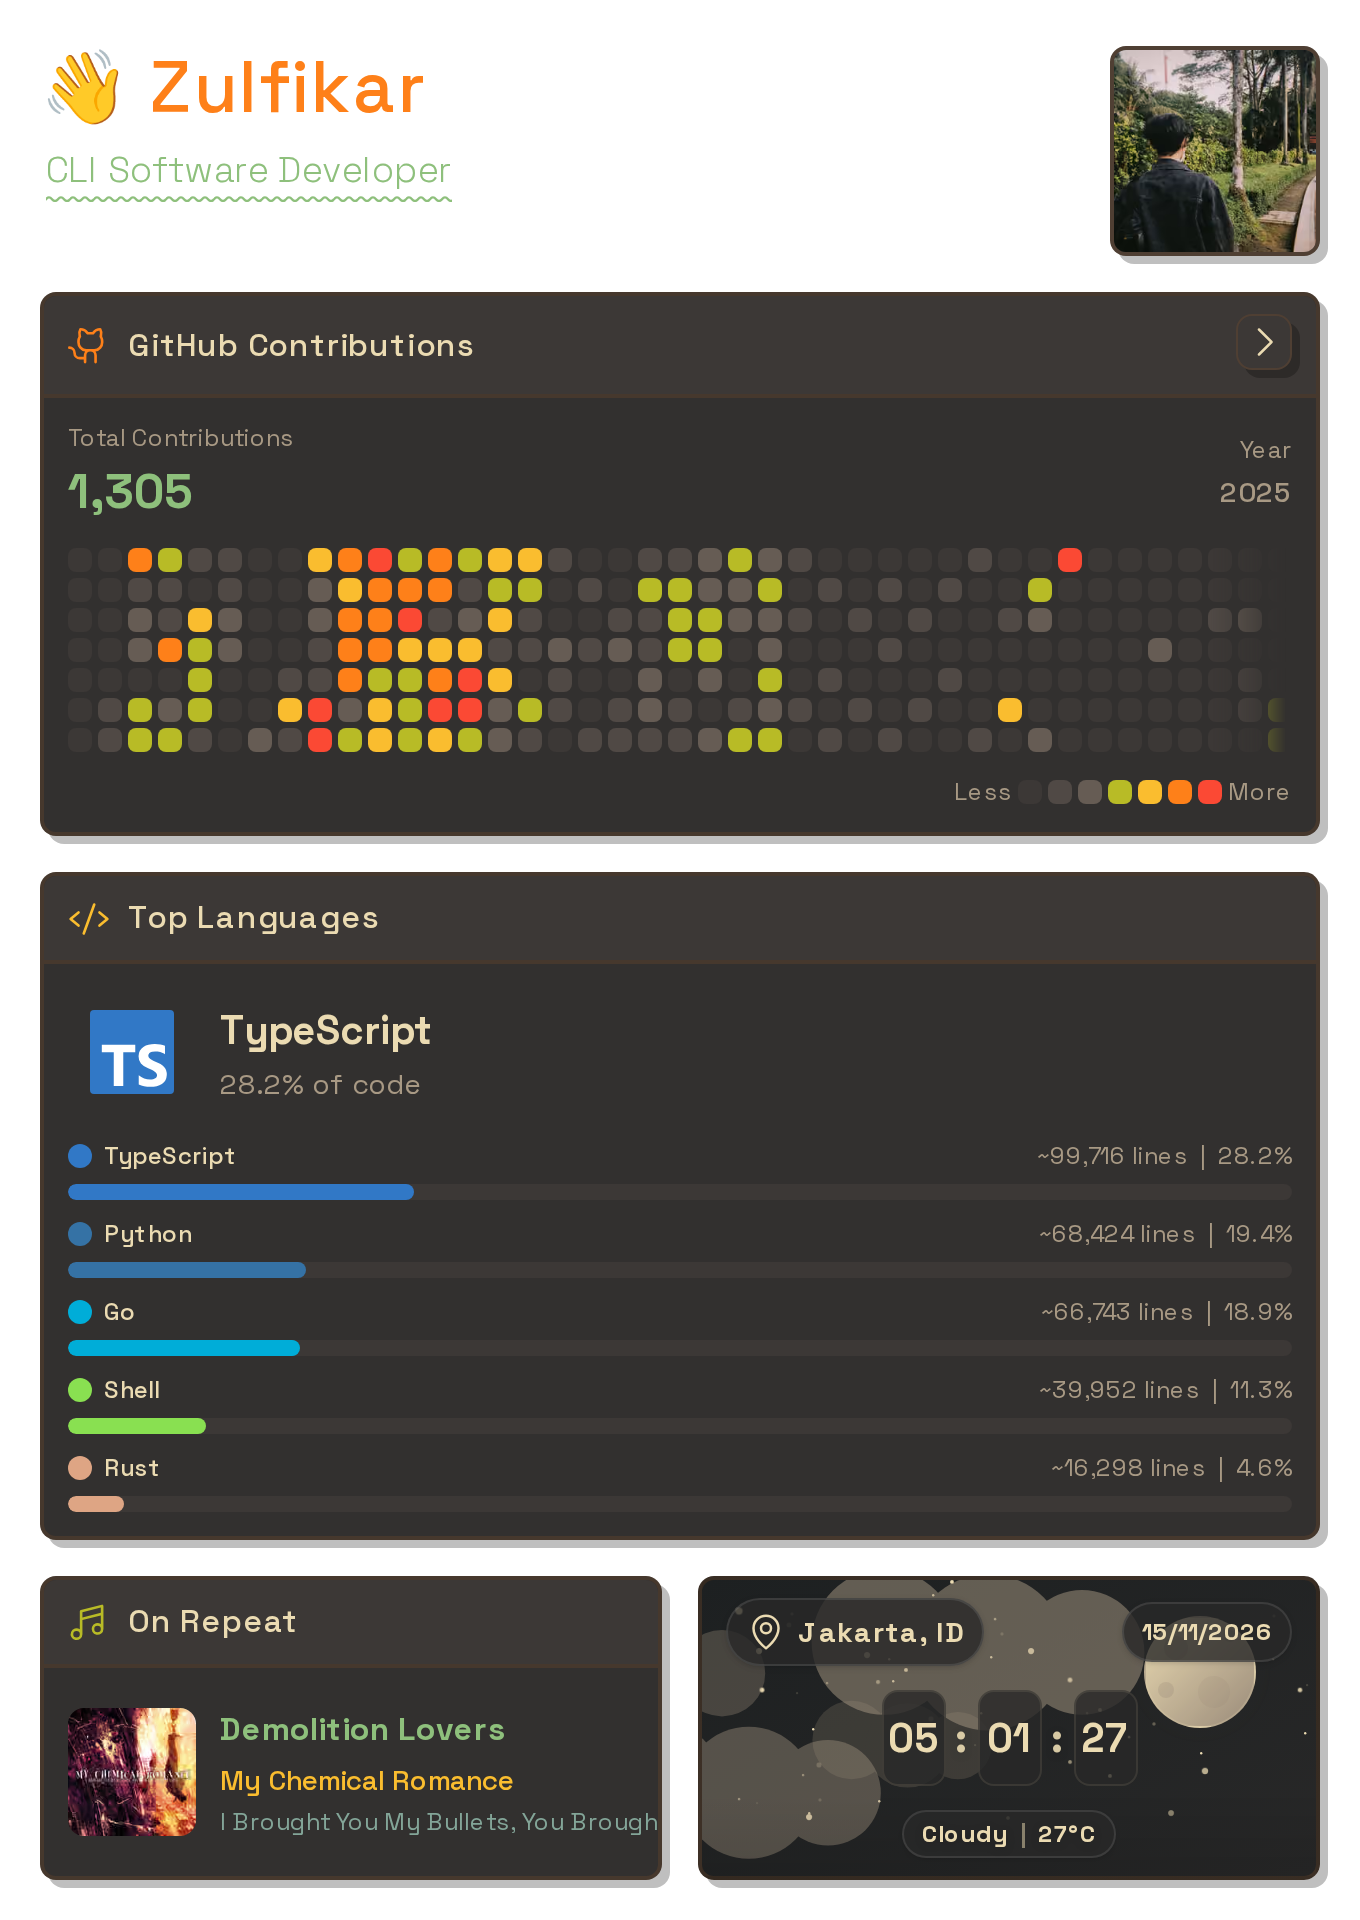 👋 Zulfikar
CLI Software Developer
GitHub Contributions
Total Contributions
1,305
Year
2025
Less More
Top Languages
TS
TypeScript
28.2% of code
TypeScript ~99,716 lines | 28.2%
Python ~68,424 lines | 19.4%
Go ~66,743 lines | 18.9%
Shell ~39,952 lines | 11.3%
Rust ~16,298 lines | 4.6%
On Repeat
MY CHEMICAL ROMANCE
Demolition Lovers
My Chemical Romance
I Brought You My Bullets, You Brough
Jakarta, ID
15/11/2026
05 : 01 : 27
Cloudy | 27°C